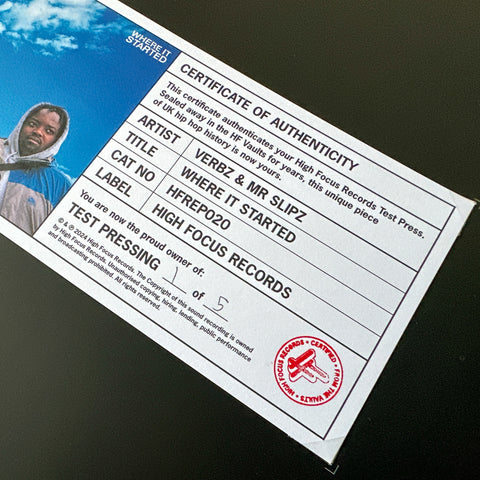 WHERE IT
STARTED
CERTIFICATE OF AUTHENTICITY
This certificate authenticates your High Focus Records Test Press.
Sealed away in the HF Vaults for years, this unique piece
of UK hip hop history is now yours.
ARTIST VERBZ & MR SLIPZ
TITLE WHERE IT STARTED
CAT NO HFREP020
LABEL HIGH FOCUS RECORDS
You are now the proud owner of:
TEST PRESSING 1 of 5
© & ℗ 2024 High Focus Records. The Copyright of this sound recording is owned
by High Focus Records. Unauthorised copying, hiring, lending, public performance
and broadcasting prohibited. All rights reserved.
HIGH FOCUS RECORDS • CERTIFIED • FROM THE VAULTS •